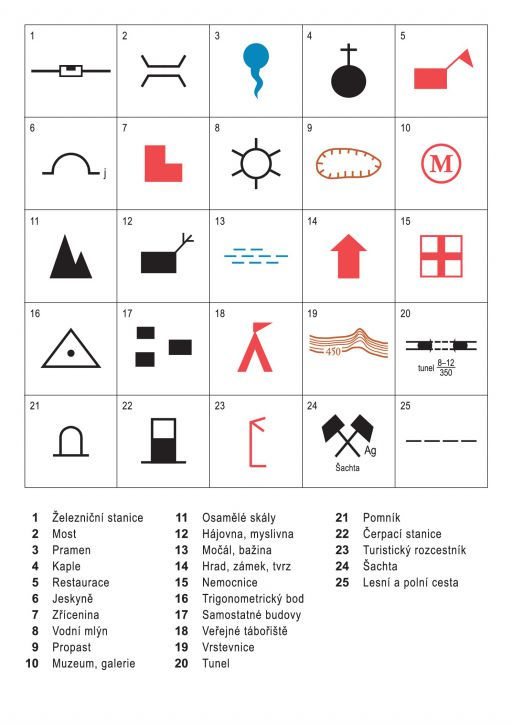 1 2 3 4 5
6 7 8 9 10
j
M
11 12 13 14 15
16 17 18 19 20
450
tunel 8–12
350
21 22 23 24 25
Ag
Šachta
1 Železniční stanice
2 Most
3 Pramen
4 Kaple
5 Restaurace
6 Jeskyně
7 Zřícenina
8 Vodní mlýn
9 Propast
10 Muzeum, galerie
11 Osamělé skály
12 Hájovna, myslivna
13 Močál, bažina
14 Hrad, zámek, tvrz
15 Nemocnice
16 Trigonometrický bod
17 Samostatné budovy
18 Veřejné tábořiště
19 Vrstevnice
20 Tunel
21 Pomník
22 Čerpací stanice
23 Turistický rozcestník
24 Šachta
25 Lesní a polní cesta